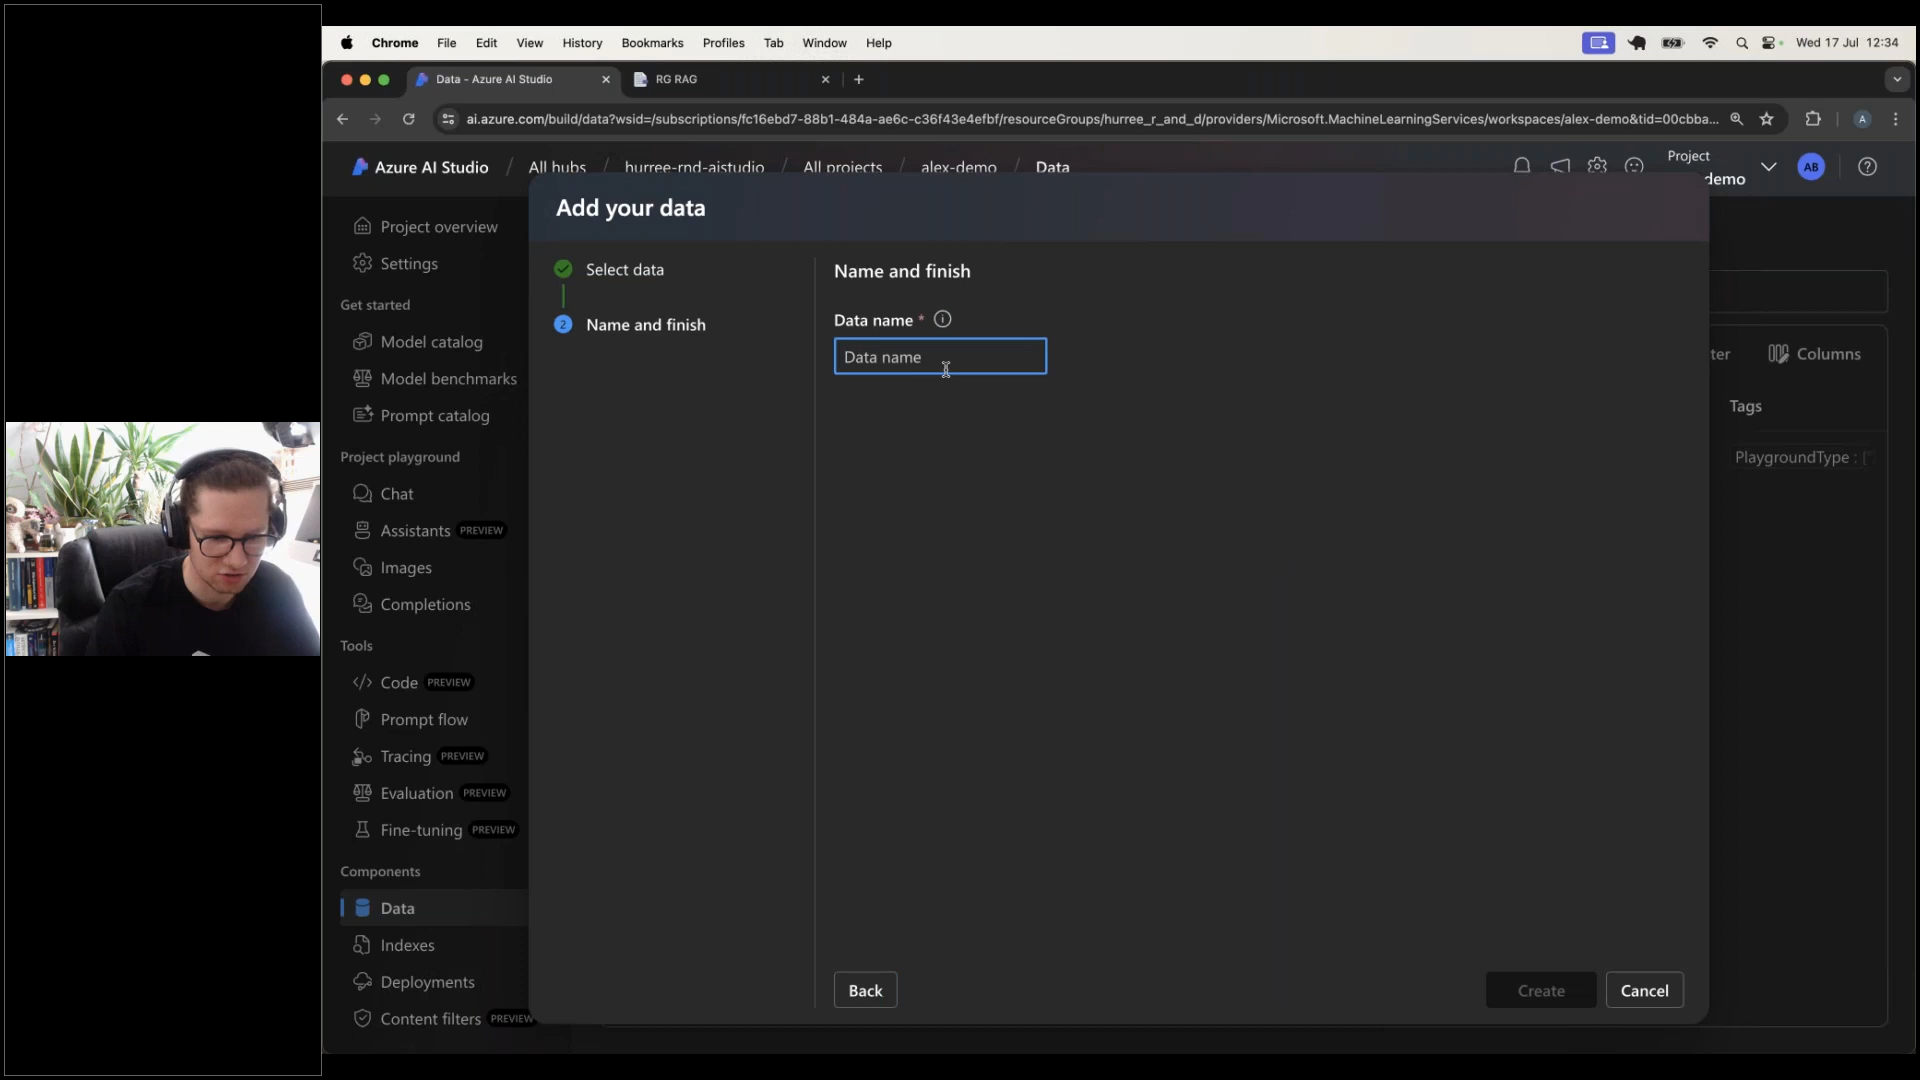 Chrome File Edit View History Bookmarks Profiles Tab Window Help Wed 17 Jul 12:34
Data - Azure AI Studio RG RAG
ai.azure.com/build/data?wsid=/subscriptions/fc16ebd7-88b1-484a-ae6c-c36f43e4efbf/resourceGroups/hurree_r_and_d/providers/Microsoft.MachineLearningServices/workspaces/alex-demo&tid=00cbba... A
Azure AI Studio / All hubs / hurree-rnd-aistudio / All projects / alex-demo / Data
Project
demo
AB
Add your data
Project overview
Settings
Get started
Model catalog
Model benchmarks
Prompt catalog
Project playground
Chat
Assistants PREVIEW
Images
Completions
Tools
Code PREVIEW
Prompt flow
Tracing PREVIEW
Evaluation PREVIEW
Fine-tuning PREVIEW
Components
Data
Indexes
Deployments
Content filters PREVIEW
Select data
2 Name and finish
Name and finish
Data name *
Data name
ter Columns
Tags
PlaygroundType : ["
Back
Create
Cancel